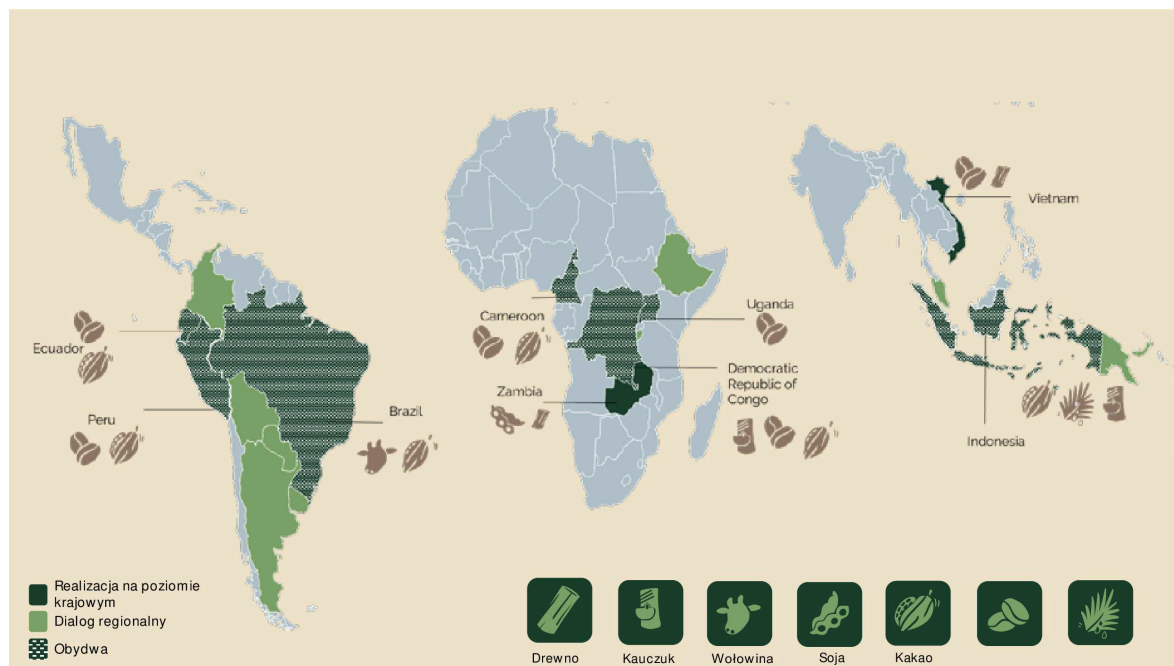 Vietnam
Cameroon
Uganda
Ecuador
Democratic
Republic of
Congo
Zambia
Peru
Brazil
Indonesia
Realizacja na poziomie
krajowym
Dialog regionalny
Obydwa
Drewno
Kauczuk
Wołowina
Soja
Kakao